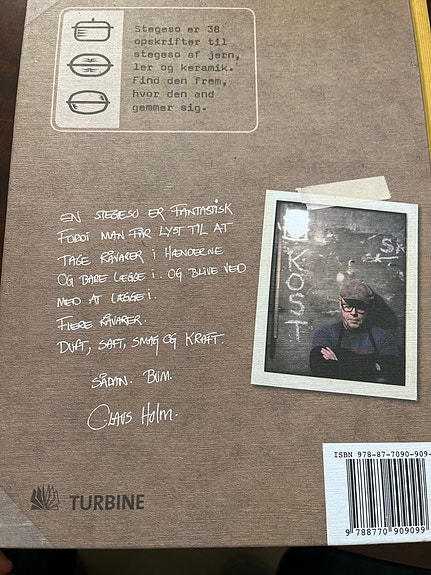 Stegeso er 38
opskrifter til
stegeso af jern,
ler og keramik.
Find den frem,
hvor den end
gemmer sig.
EN STEGESO ER FANTASTISK
FORDI MAN FÅR LYST TIL AT
TAGE RÅVARER I HÆNDERNE
OG BARE LÆGGE I. OG BLIVE VED
MED AT LÆGGE I.
FLERE RÅVARER.
DUFT, SAFT, SMAG OG KRAFT.
SÅDAN. BUM.
CLAUS HOLM.
KOST
SK
TURBINE
ISBN 978-87-7090-909-
9 788770 909099